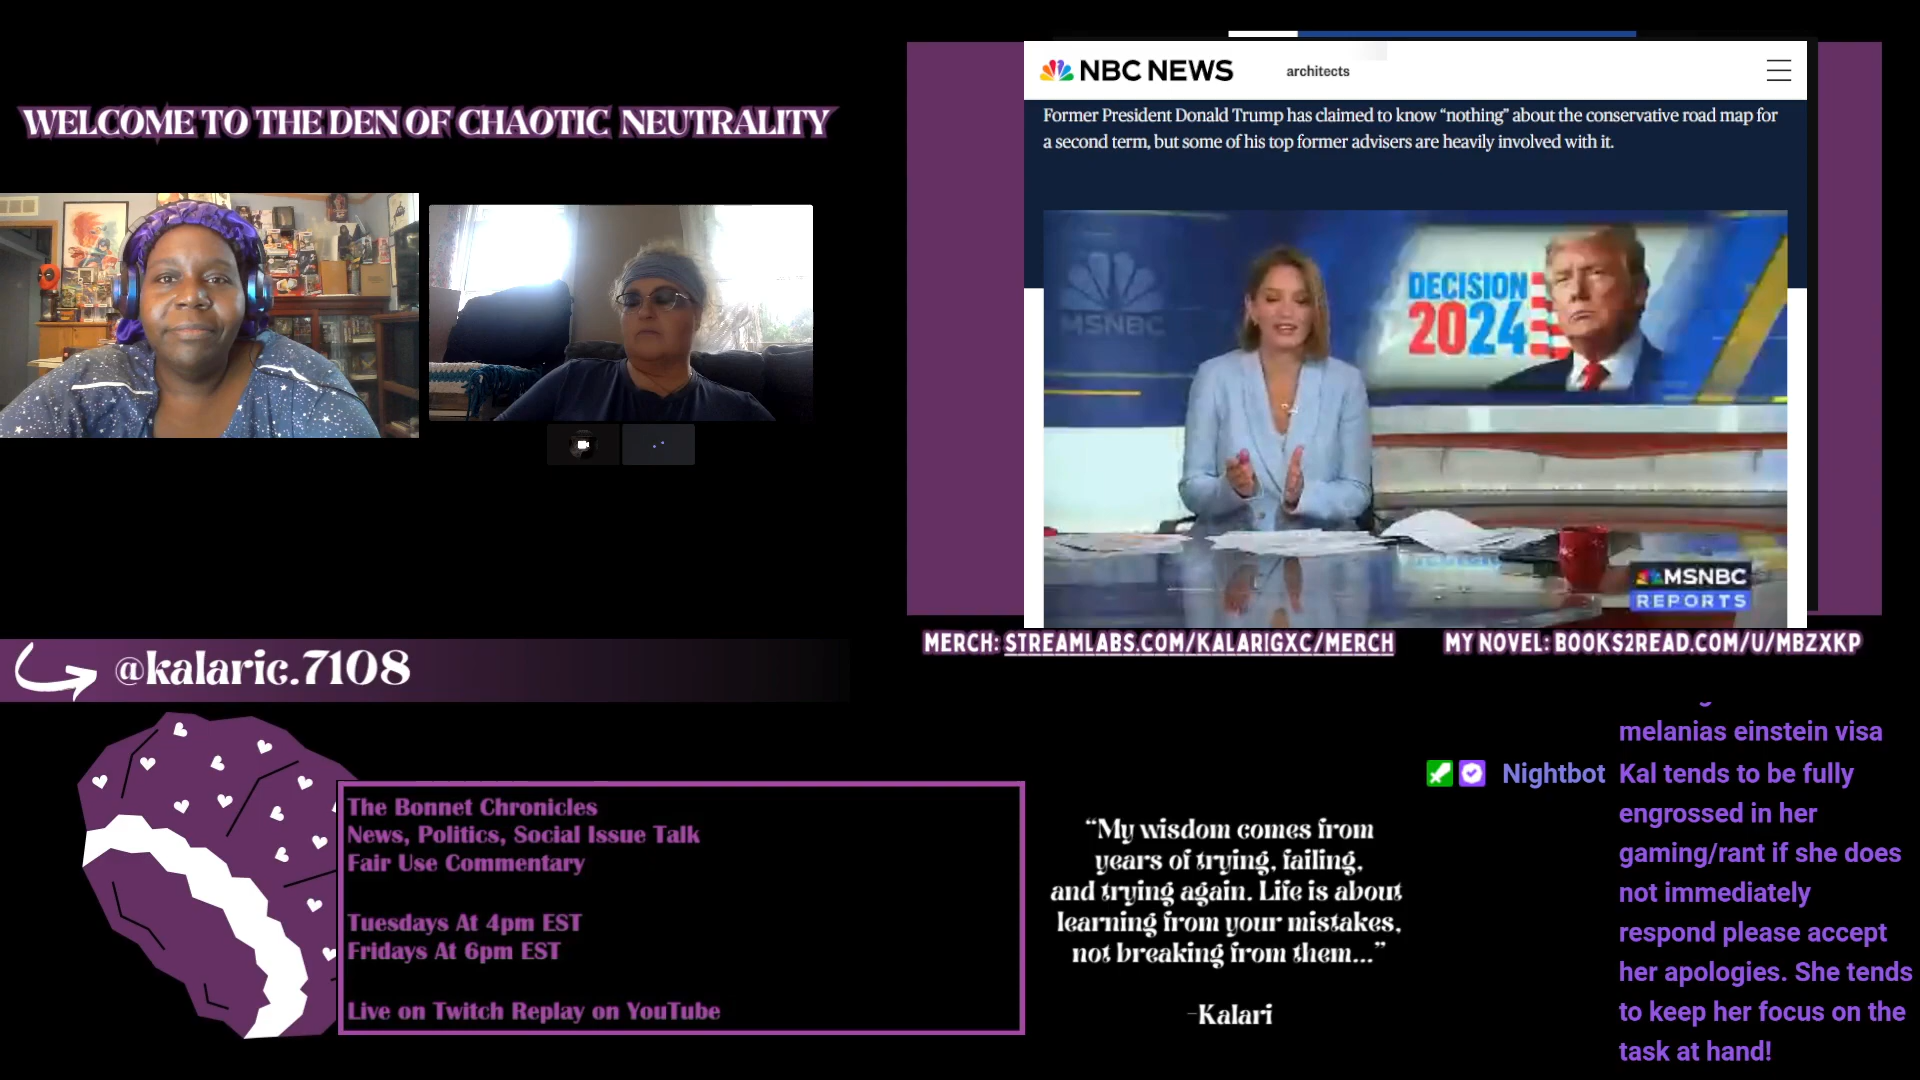 WELCOME TO THE DEN OF CHAOTIC NEUTRALITY
NBC NEWS
architects
Former President Donald Trump has claimed to know “nothing” about the conservative road map for
a second term, but some of his top former advisers are heavily involved with it.
MSNBC
DECISION
2024
MSNBC
REPORTS
MERCH: STREAMLABS.COM/KALARIGXC/MERCH
MY NOVEL: BOOKS2READ.COM/U/MBZXKP
@kalaric.7108
The Bonnet Chronicles
News, Politics, Social Issue Talk
Fair Use Commentary
Tuesdays At 4pm EST
Fridays At 6pm EST
Live on Twitch Replay on YouTube
“My wisdom comes from
years of trying, failing,
and trying again. Life is about
learning from your mistakes,
not breaking from them...”
-Kalari
melanias einstein visa
Nightbot Kal tends to be fully
engrossed in her
gaming/rant if she does
not immediately
respond please accept
her apologies. She tends
to keep her focus on the
task at hand!